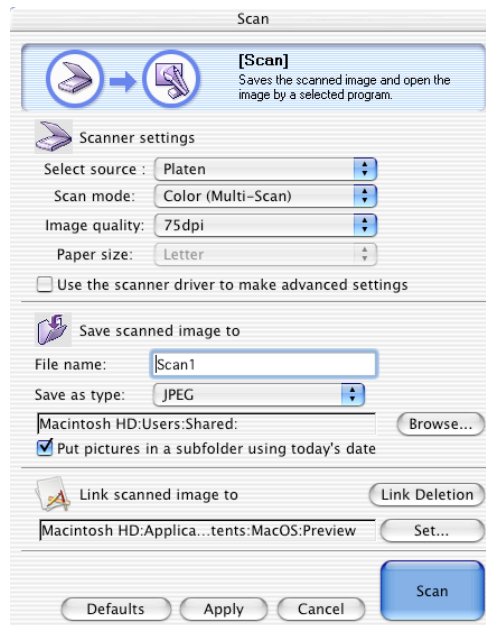 Scan
[Scan]
Saves the scanned image and open the
image by a selected program.
Scanner settings
Select source : Platen
Scan mode: Color (Multi-Scan)
Image quality: 75dpi
Paper size: Letter
Use the scanner driver to make advanced settings
Save scanned image to
File name: Scan1
Save as type: JPEG
Macintosh HD:Users:Shared: Browse...
Put pictures in a subfolder using today's date
Link scanned image to Link Deletion
Macintosh HD:Applica...tents:MacOS:Preview Set...
Defaults Apply Cancel Scan